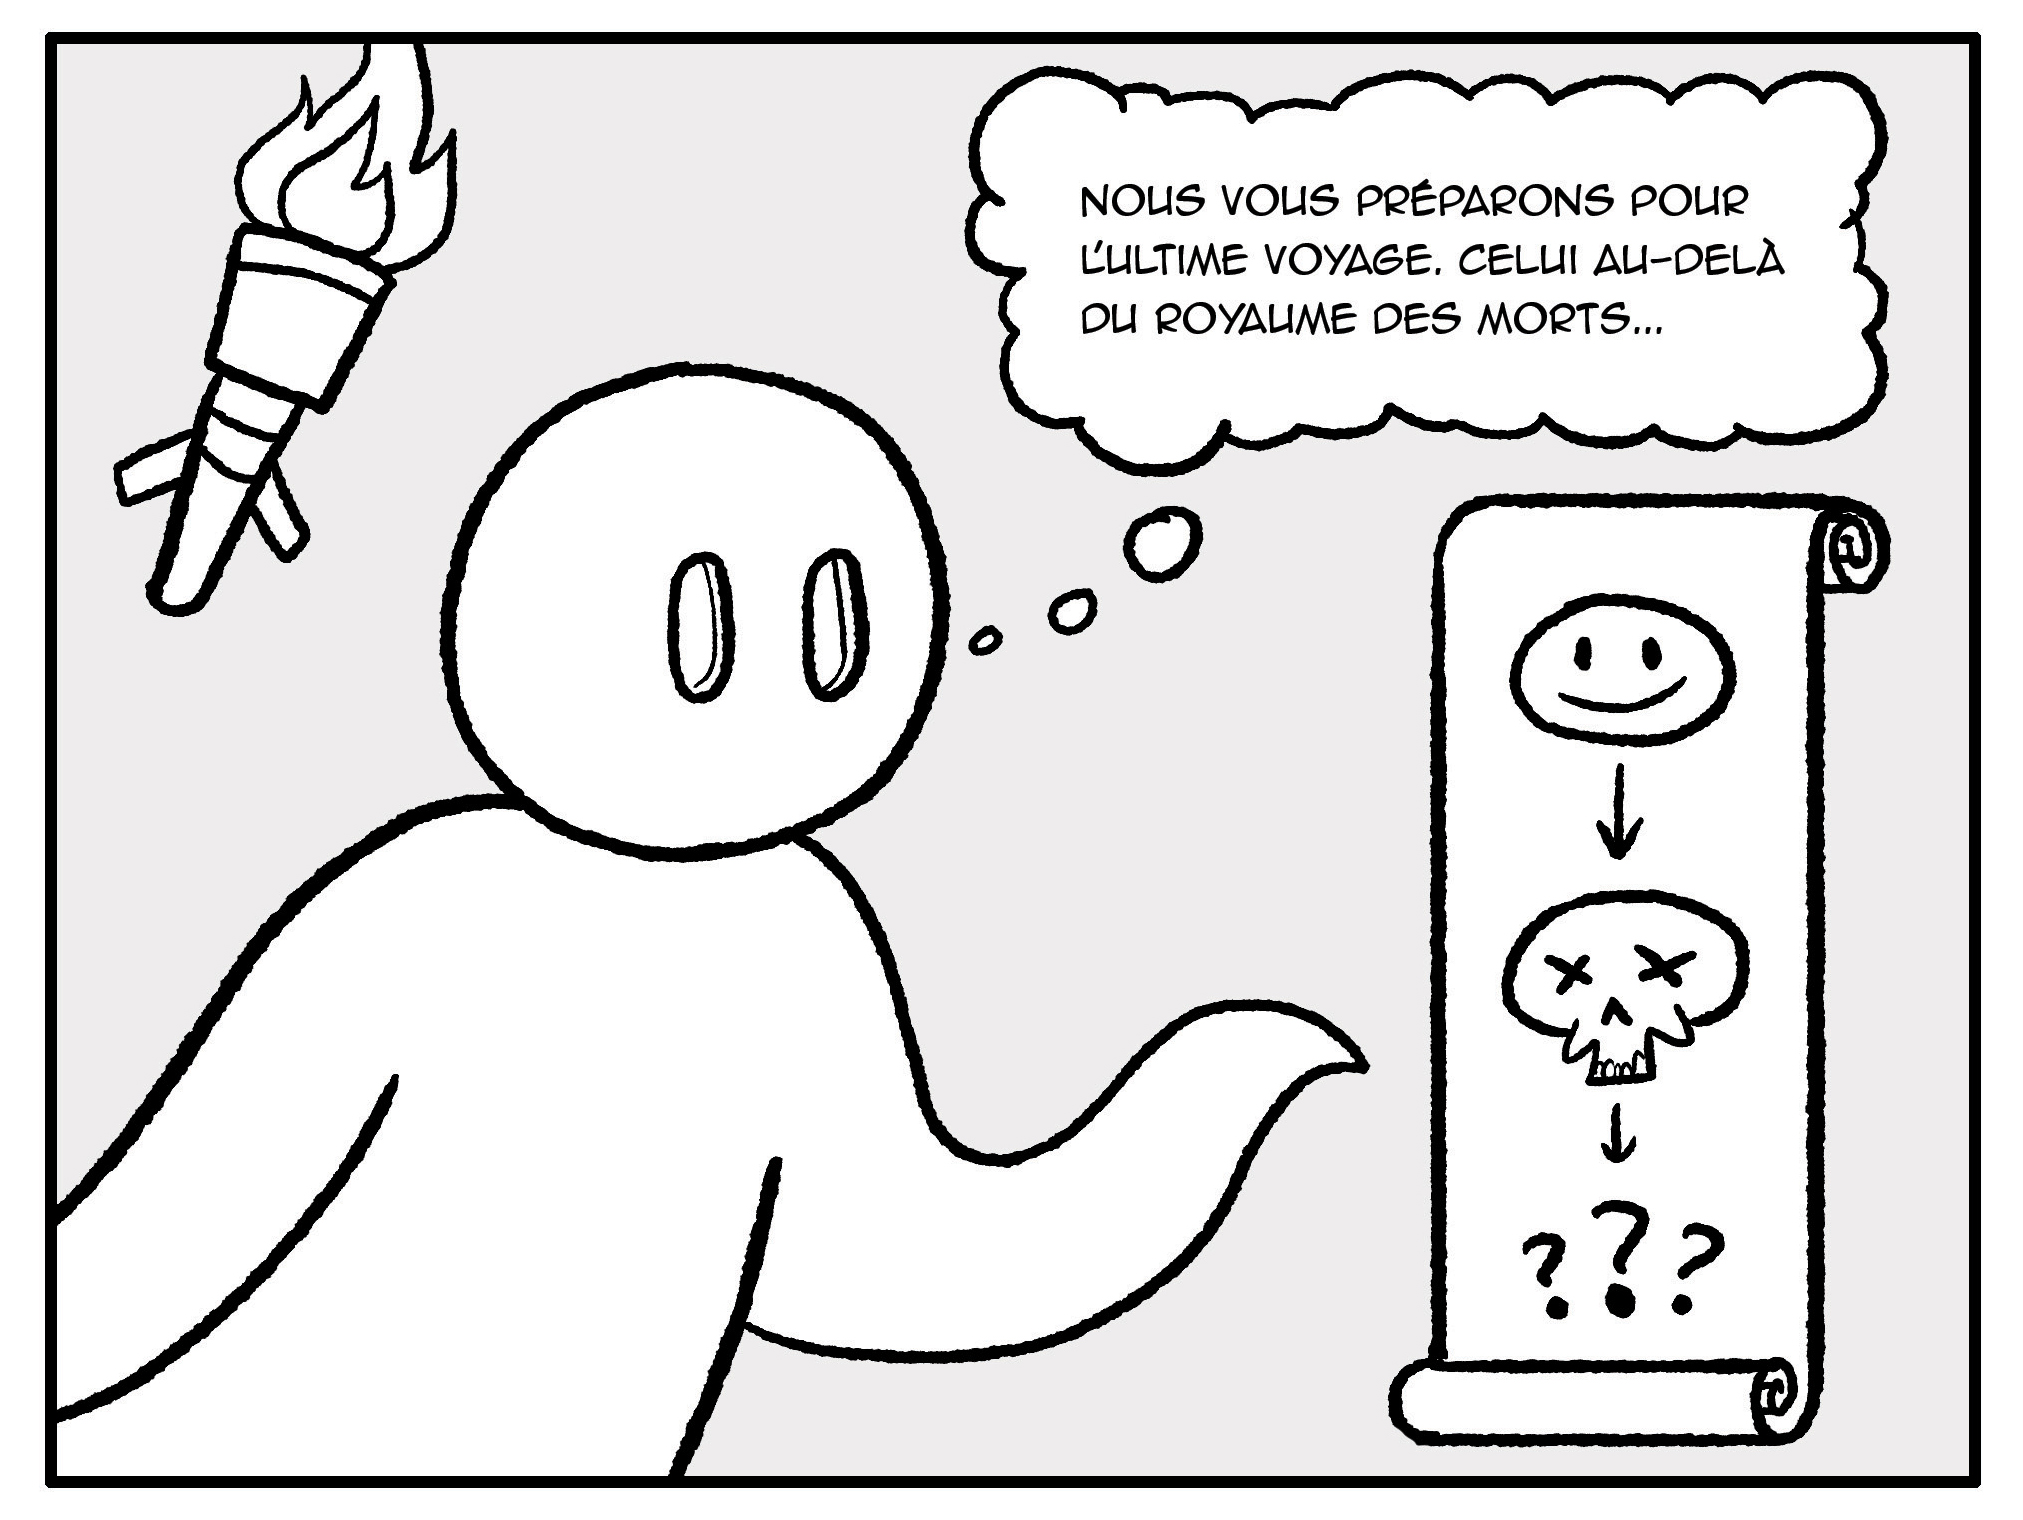 NOUS VOUS PRÉPARONS POUR
L'ULTIME VOYAGE. CELUI AU-DELÀ
DU ROYAUME DES MORTS...
? ? ?